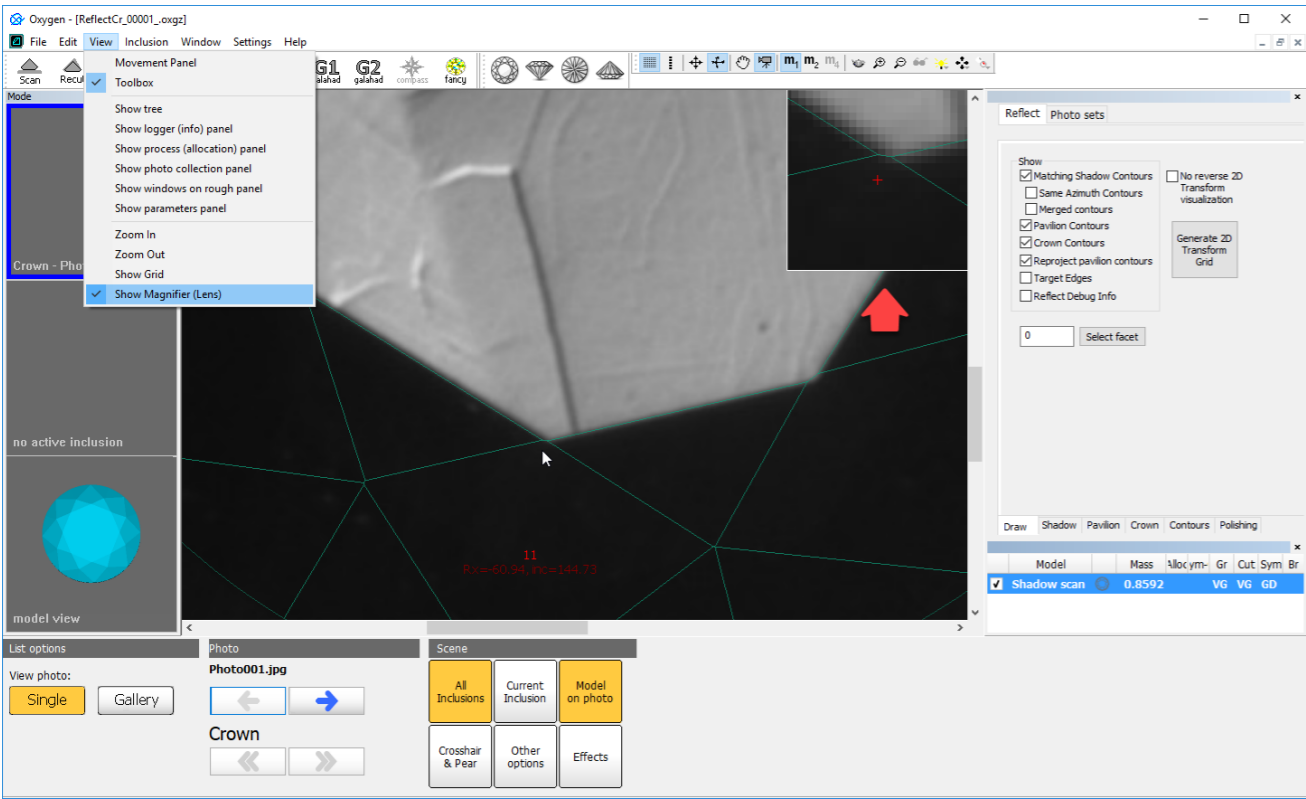 Oxygen - [ReflectCr_00001_.oxgz]
File Edit View Inclusion Window Settings Help
Scan
G1
G2
galahad
compass
fancy
m1 m2 m4
Movement Panel
Toolbox
Show tree
Show logger (info) panel
Show process (allocation) panel
Show photo collection panel
Show windows on rough panel
Show parameters panel
Zoom In
Zoom Out
Show Grid
Show Magnifier (Lens)
Mode
Crown - Pho
no active inclusion
model view
11
Rx=-60.94, inc=144.73
Reflect Photo sets
Show
Matching Shadow Contours
Same Azimuth Contours
Merged contours
Pavilion Contours
Crown Contours
Reproject pavilion contours
Target Edges
Reflect Debug Info
No reverse 2D
Transform
visualization
Generate 2D
Transform
Grid
0
Select facet
Draw Shadow Pavilion Crown Contours Polishing
Model Mass Gr Cut Sym Br
Shadow scan 0.8592 VG VG GD
List options
View photo:
Single Gallery
Photo
Photo001.jpg
Crown
Scene
All
Inclusions
Current
Inclusion
Model
on photo
Crosshair
& Pear
Other
options
Effects